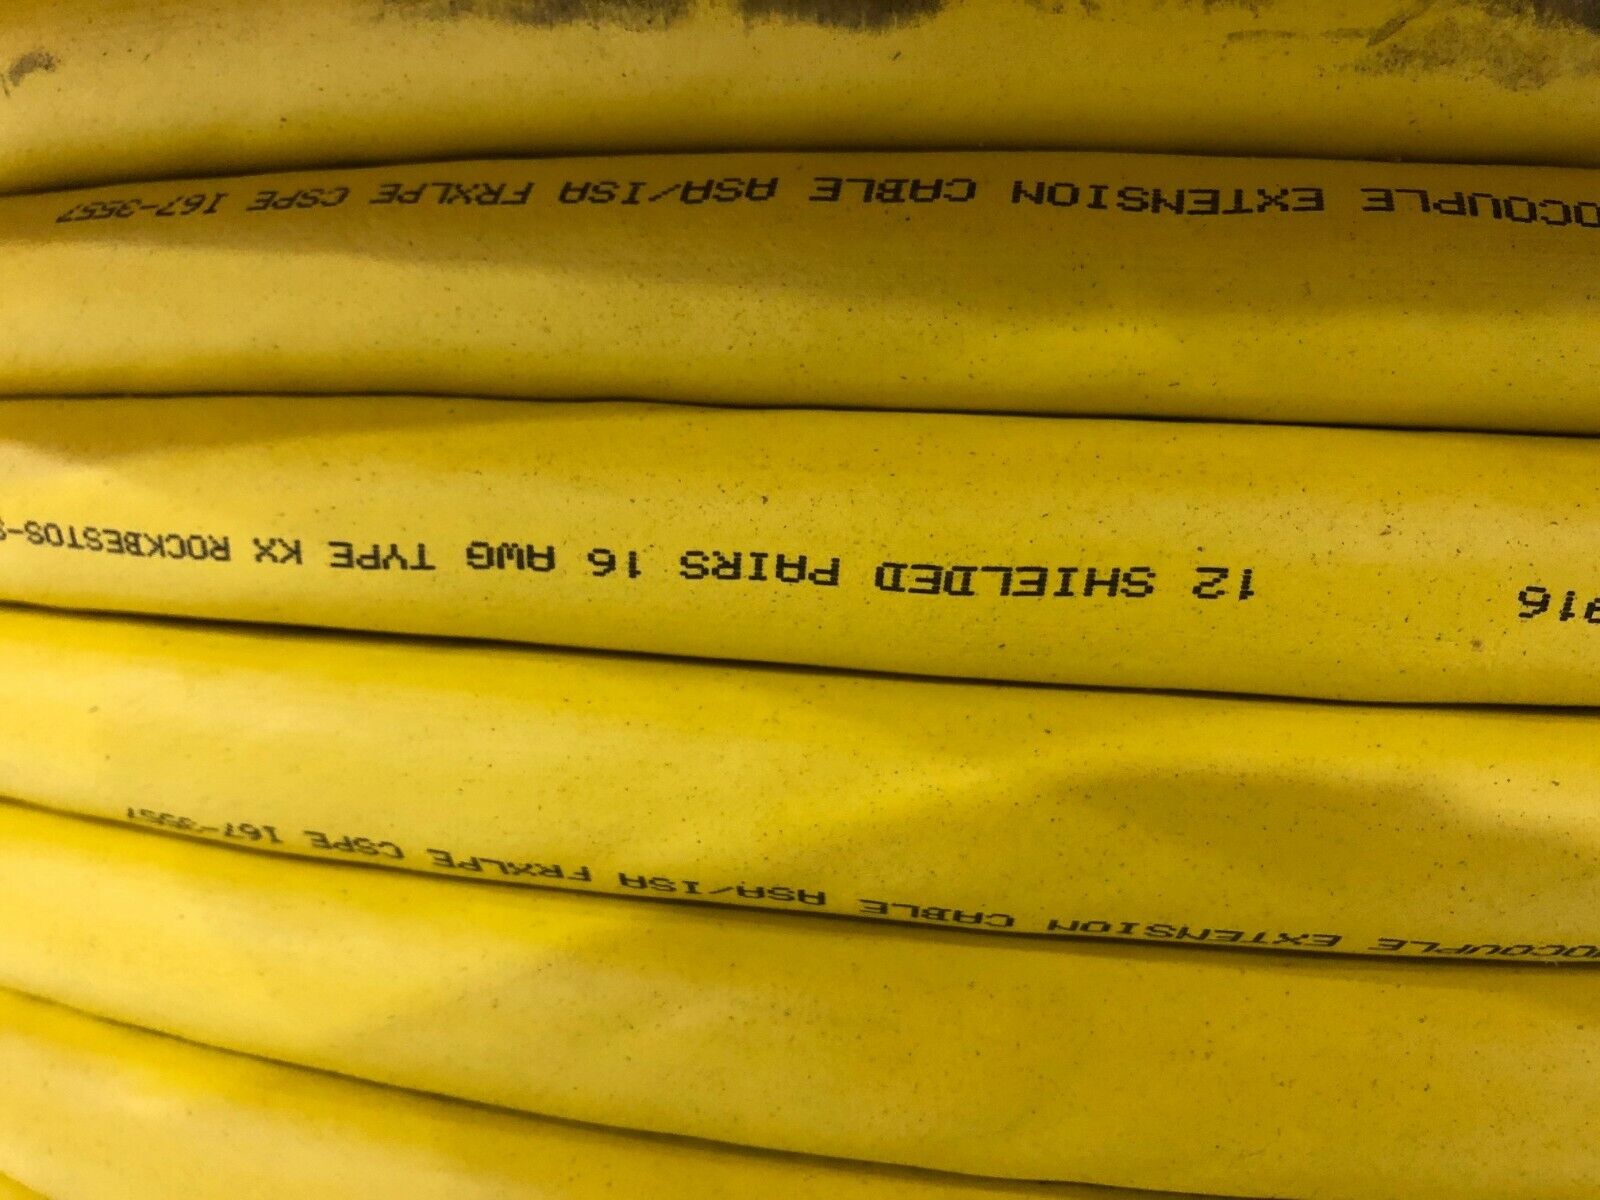 MOCOUPLE EXTENSION CABLE ASA/ISA FRXLPE CSPE 167-3557
916 12 SHIELDED PAIRS 16 AWG TYPE KX ROCKBESTOS-S
OCOUPLE EXTENSION CABLE ASA/ISA FRXLPE CSPE 167-3557